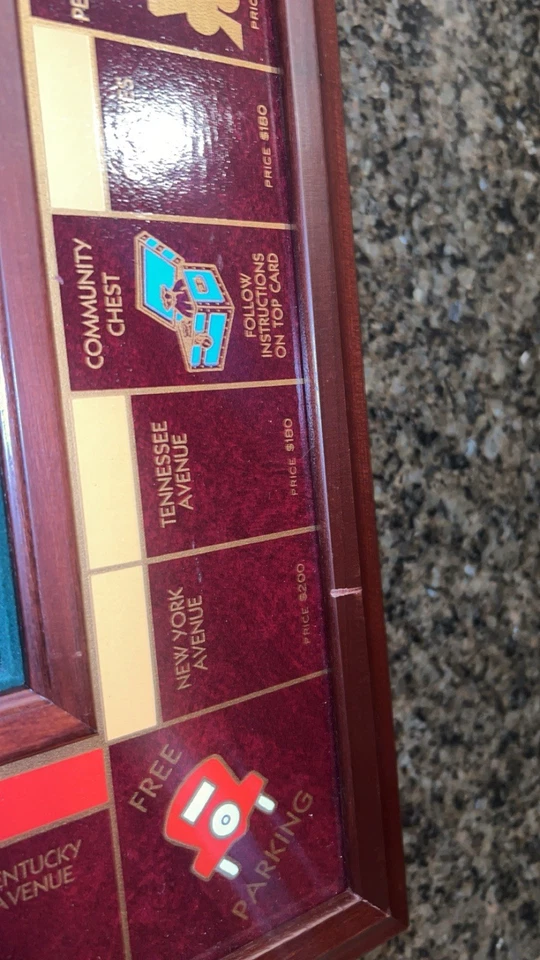 PRICE $180
COMMUNITY
CHEST
FOLLOW
INSTRUCTIONS
ON TOP CARD
TENNESSEE
AVENUE
PRICE $180
NEW YORK
AVENUE
PRICE $200
FREE
PARKING
ENTUCKY
AVENUE